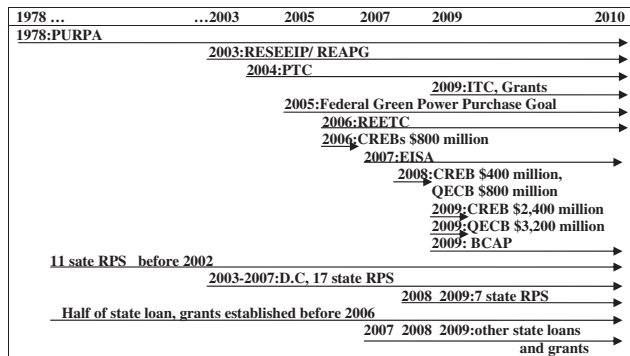 1978 ... ...2003 2005 2007 2009 2010
1978:PURPA
2003:RESEEIP/ REAPG
2004:PTC
2009:ITC, Grants
2005:Federal Green Power Purchase Goal
2006:REETC
2006:CREBs $800 million
2007:EISA
2008:CREB $400 million,
QECB $800 million
2009:CREB $2,400 million
2009:QECB $3,200 million
2009: BCAP
11 sate RPS before 2002
2003-2007:D.C, 17 state RPS
2008 2009:7 state RPS
Half of state loan, grants established before 2006
2007 2008 2009:other state loans
and grants